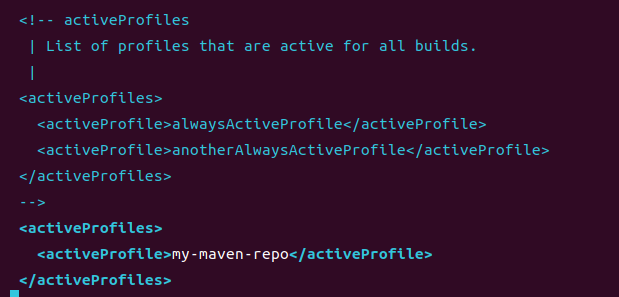 <!-- activeProfiles
 | List of profiles that are active for all builds.
 |
<activeProfiles>
  <activeProfile>alwaysActiveProfile</activeProfile>
  <activeProfile>anotherAlwaysActiveProfile</activeProfile>
</activeProfiles>
-->
<activeProfiles>
  <activeProfile>my-maven-repo</activeProfile>
</activeProfiles>